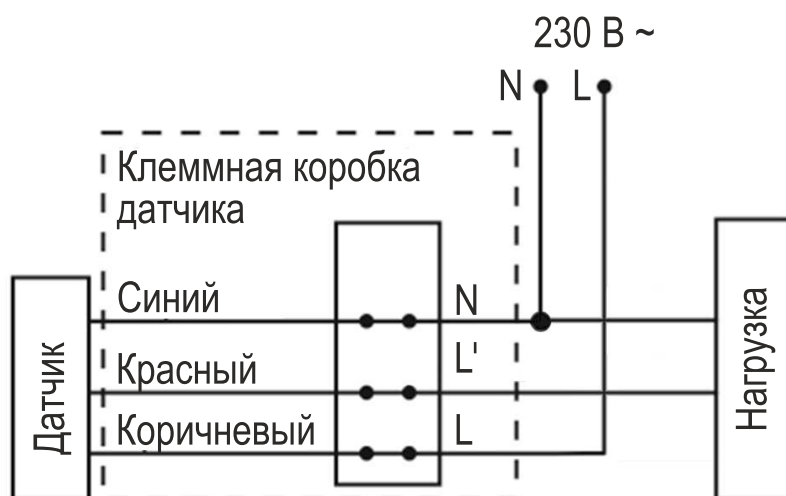 230 В ~
N L
Клеммная коробка
датчика
Синий N
Красный L'
Коричневый L
Датчик
Нагрузка